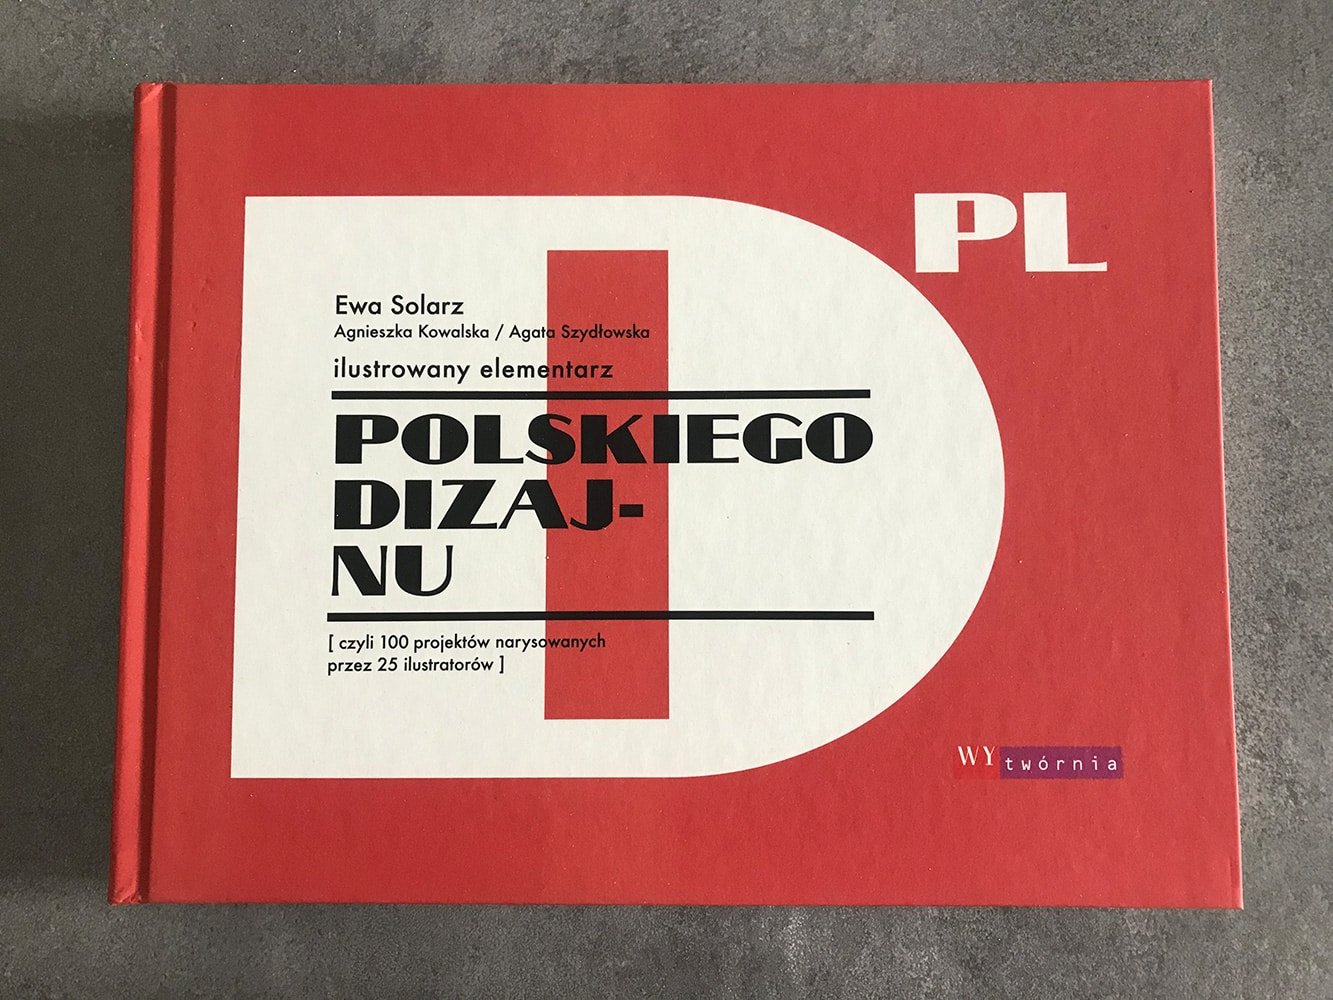 PL
Ewa Solarz
Agnieszka Kowalska / Agata Szydłowska
ilustrowany elementarz
POLSKIEGO
DIZAJ-
NU
[ czyli 100 projektów narysowanych
przez 25 ilustratorów ]
WYtwórnia